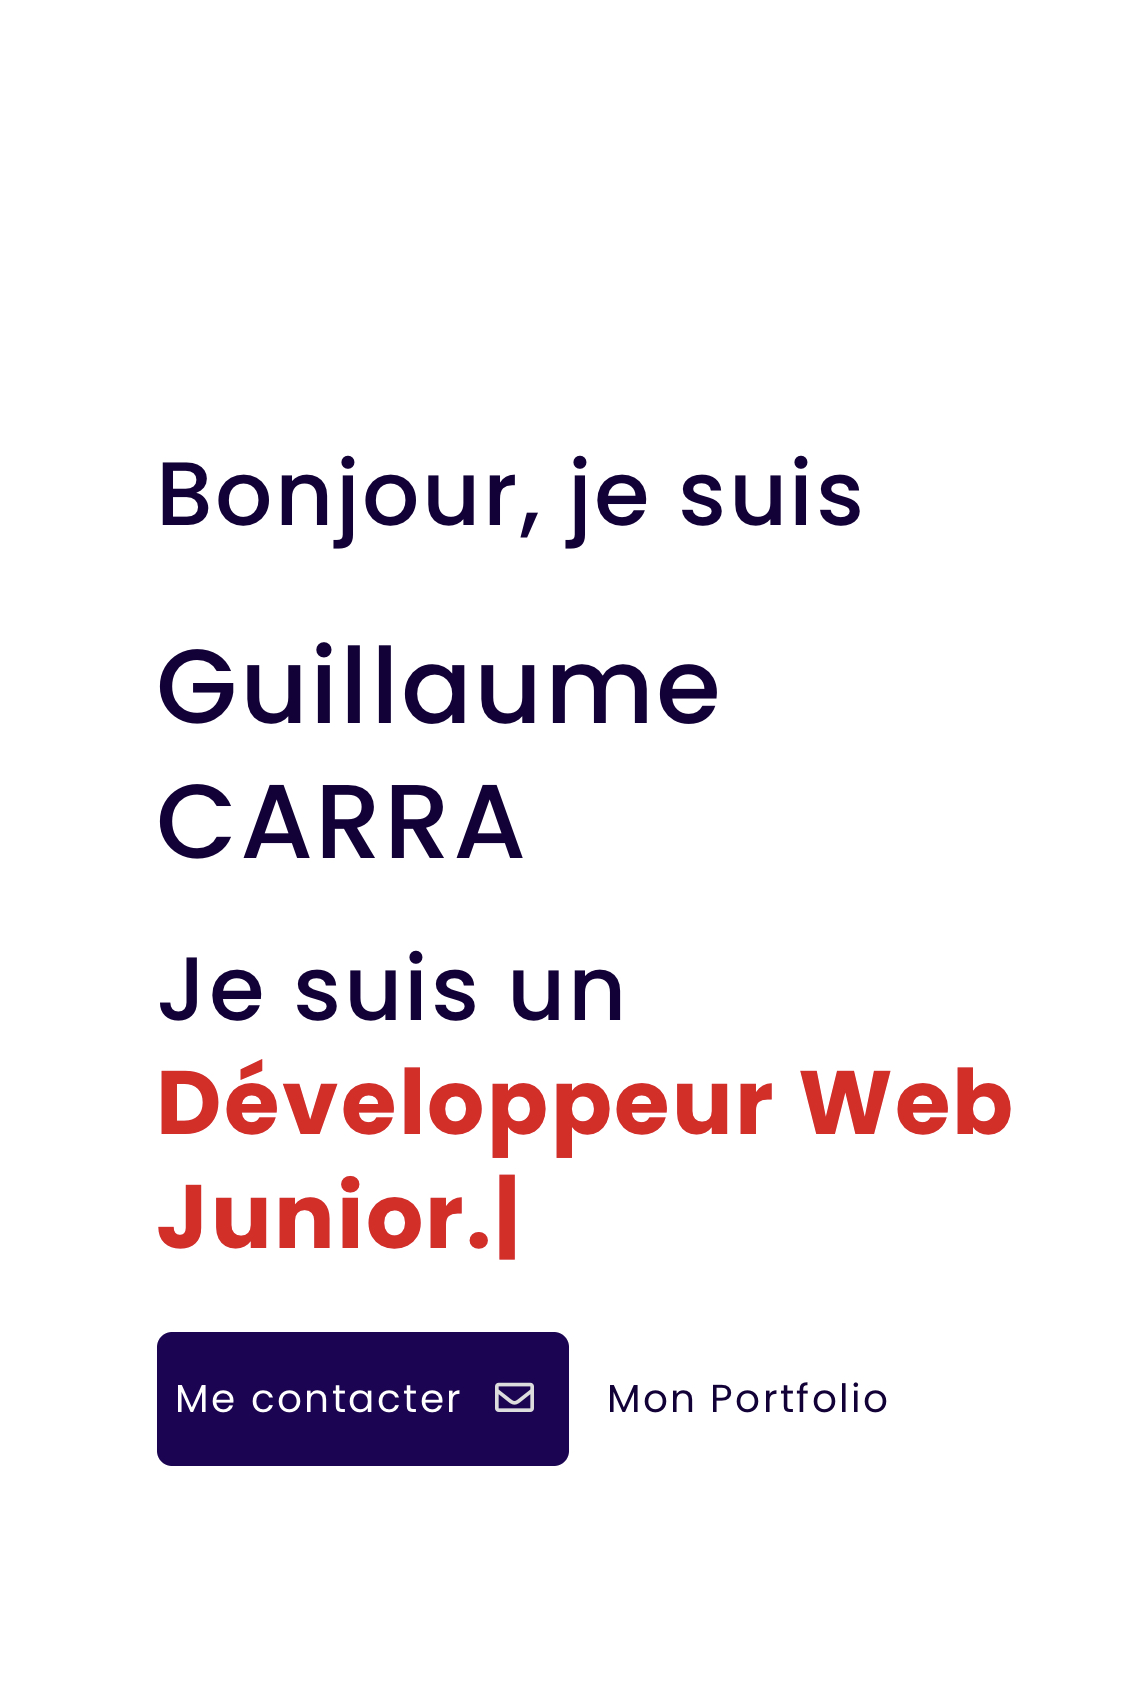 Bonjour, je suis
Guillaume
CARRA
Je suis un
Développeur Web
Junior.|
Me contacter
Mon Portfolio